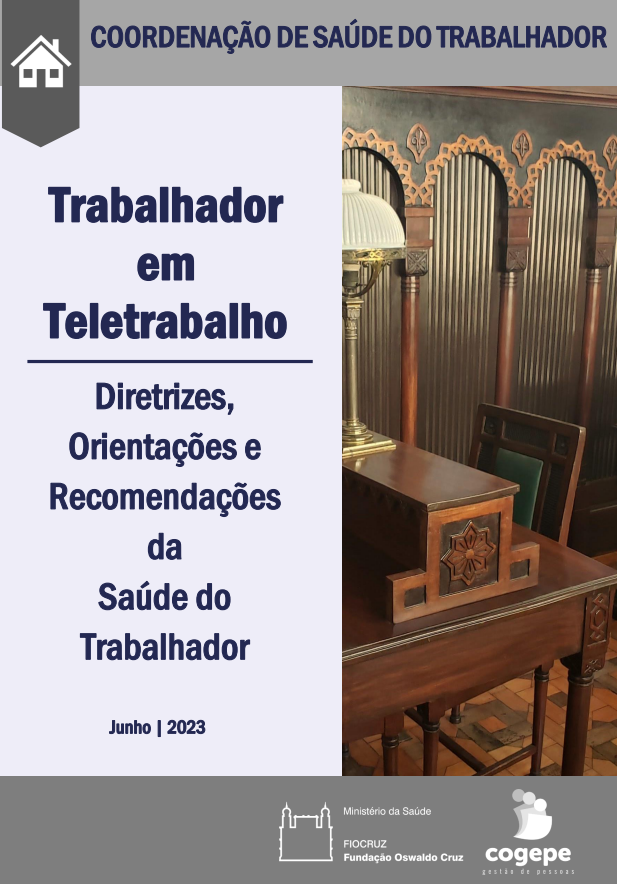 COORDENAÇÃO DE SAÚDE DO TRABALHADOR
Trabalhador
em
Teletrabalho
Diretrizes,
Orientações e
Recomendações
da
Saúde do
Trabalhador
Junho | 2023
Ministério da Saúde
FIOCRUZ
Fundação Oswaldo Cruz
cogepe
gestão de pessoas